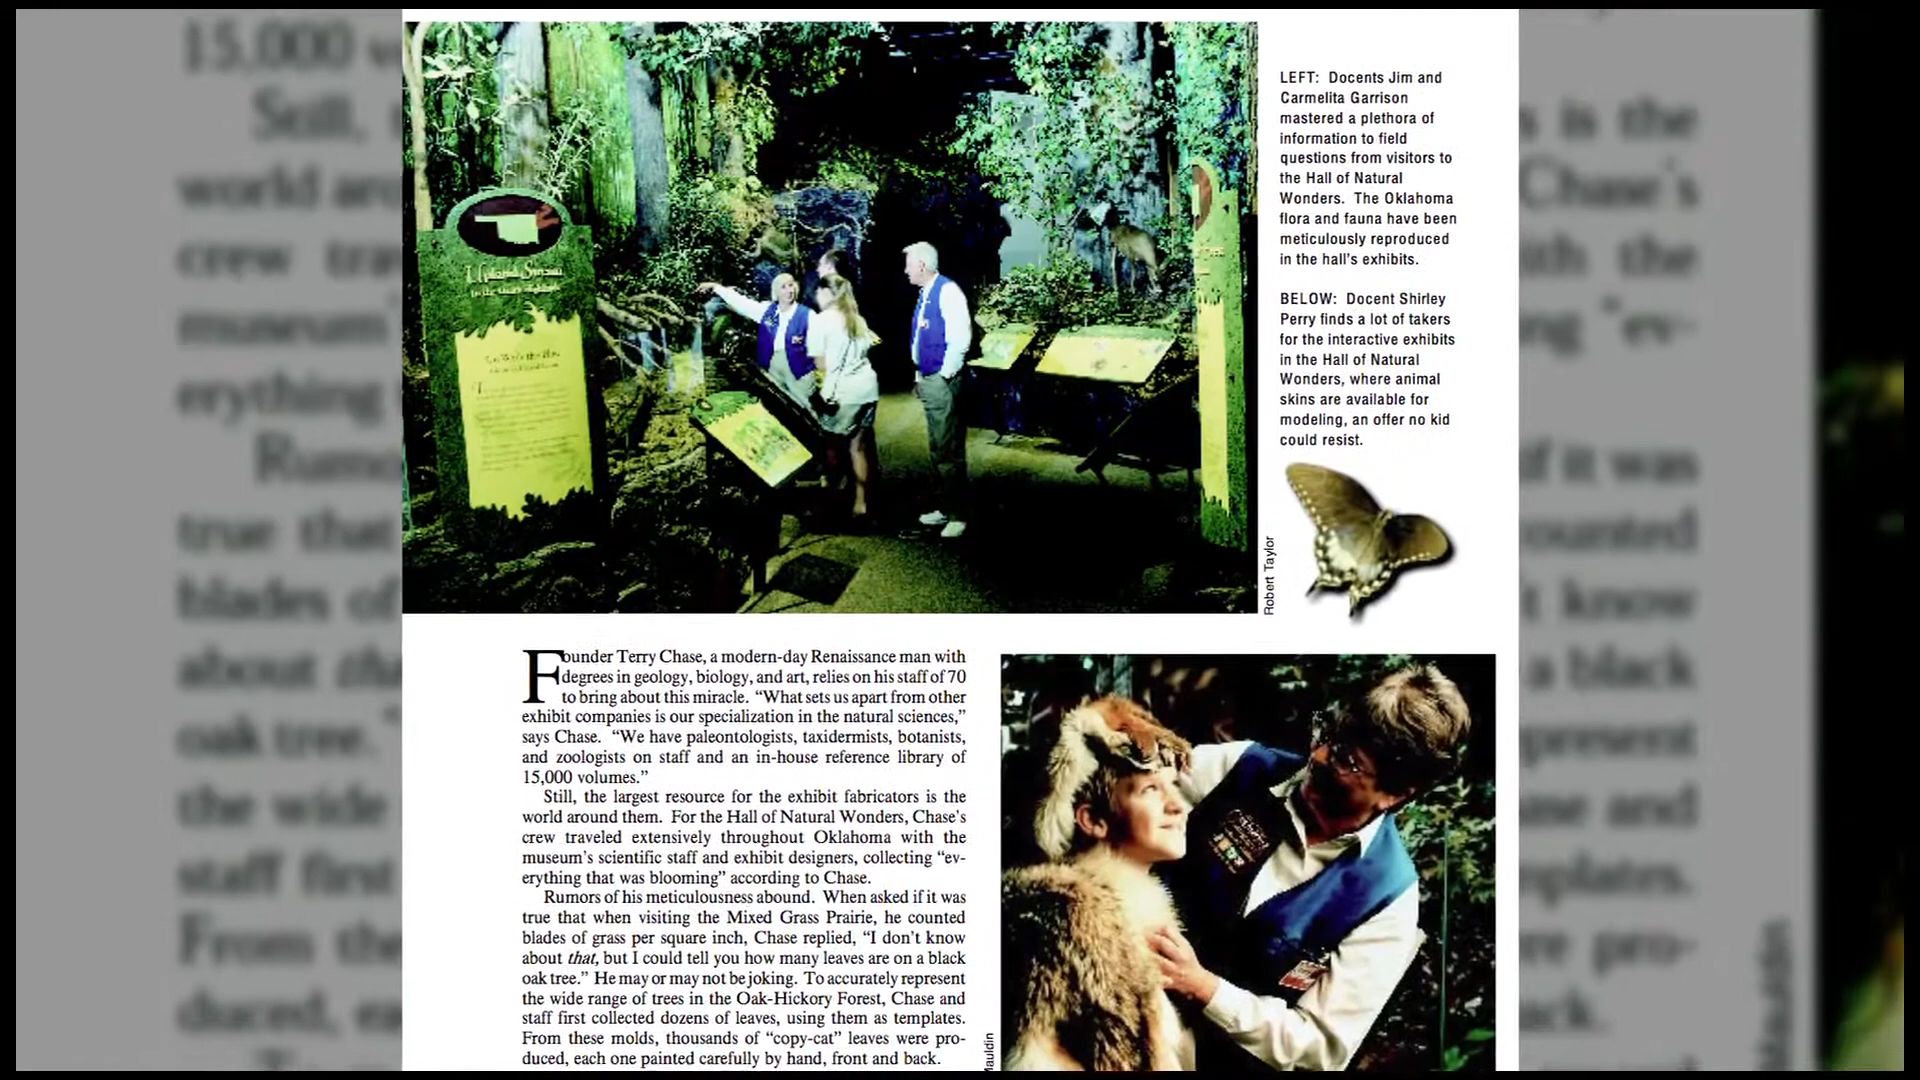 LEFT: Docents Jim and
Carmelita Garrison
mastered a plethora of
information to field
questions from visitors to
the Hall of Natural
Wonders. The Oklahoma
flora and fauna have been
meticulously reproduced
in the hall's exhibits.
BELOW: Docent Shirley
Perry finds a lot of takers
for the interactive exhibits
in the Hall of Natural
Wonders, where animal
skins are available for
modeling, an offer no kid
could resist.
Robert Taylor
Founder Terry Chase, a modern-day Renaissance man with
degrees in geology, biology, and art, relies on his staff of 70
to bring about this miracle. “What sets us apart from other
exhibit companies is our specialization in the natural sciences,”
says Chase. “We have paleontologists, taxidermists, botanists,
and zoologists on staff and an in-house reference library of
15,000 volumes.”
Still, the largest resource for the exhibit fabricators is the
world around them. For the Hall of Natural Wonders, Chase's
crew traveled extensively throughout Oklahoma with the
museum's scientific staff and exhibit designers, collecting “ev-
erything that was blooming” according to Chase.
Rumors of his meticulousness abound. When asked if it was
true that when visiting the Mixed Grass Prairie, he counted
blades of grass per square inch, Chase replied, “I don't know
about that, but I could tell you how many leaves are on a black
oak tree.” He may or may not be joking. To accurately represent
the wide range of trees in the Oak-Hickory Forest, Chase and
staff first collected dozens of leaves, using them as templates.
From these molds, thousands of “copy-cat” leaves were pro-
duced, each one painted carefully by hand, front and back.
Mauldin